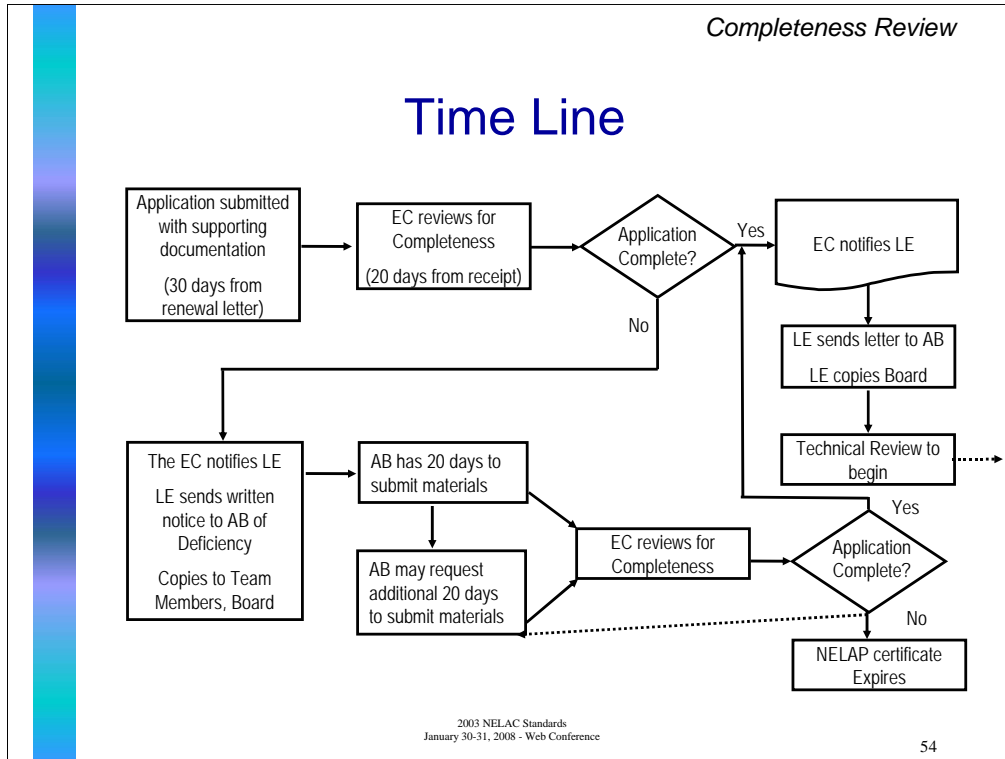 Completeness Review
Time Line
Application submitted
with supporting
documentation
(30 days from
renewal letter)
EC reviews for
Completeness
(20 days from receipt)
Application
Complete?
Yes
EC notifies LE
No
LE sends letter to AB
LE copies Board
Technical Review to
begin
The EC notifies LE
LE sends written
notice to AB of
Deficiency
Copies to Team
Members, Board
AB has 20 days to
submit materials
AB may request
additional 20 days
to submit materials
EC reviews for
Completeness
Application
Complete?
Yes
No
NELAP certificate
Expires
2003 NELAC Standards
January 30-31, 2008 - Web Conference
54